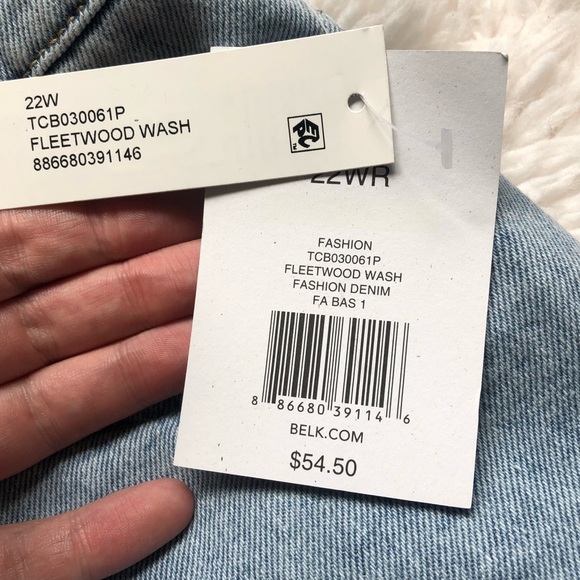 22W
TCB030061P
FLEETWOOD WASH
886680391146
22WR
FASHION
TCB030061P
FLEETWOOD WASH
FASHION DENIM
FA BAS 1
8 86680 39114 6
BELK.COM
$54.50